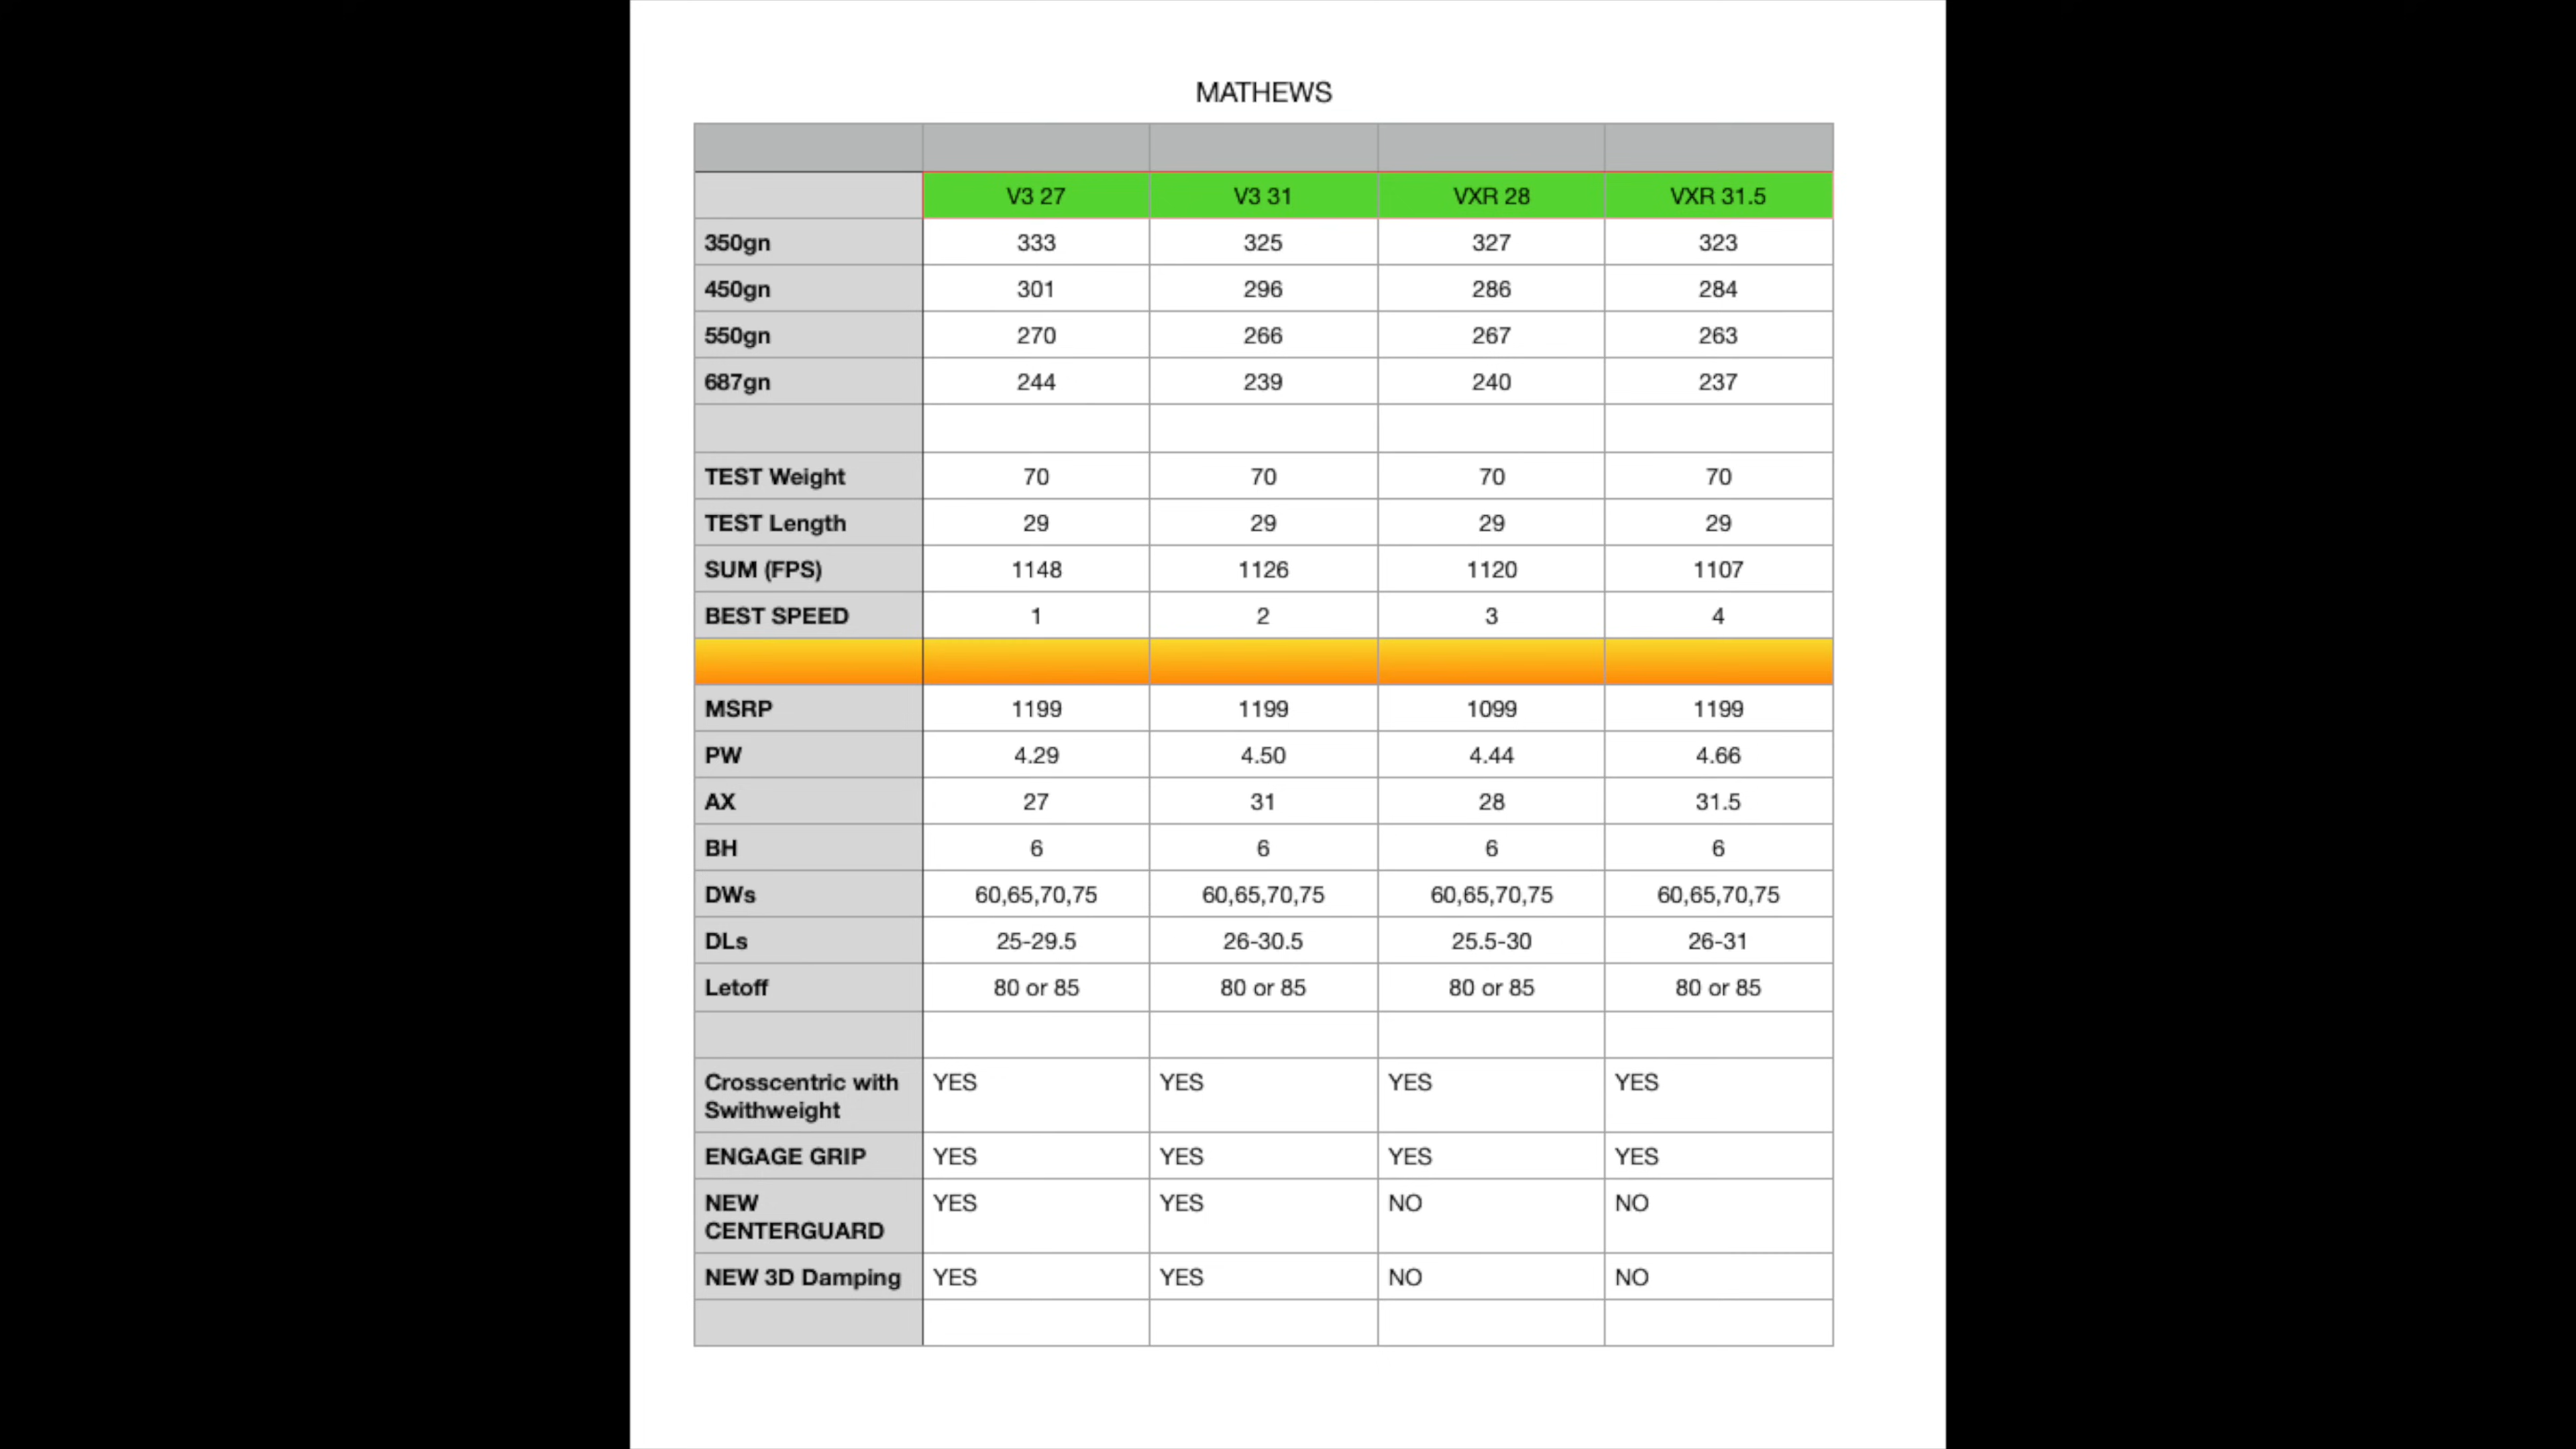 MATHEWS
V3 27 V3 31 VXR 28 VXR 31.5
350gn 333 325 327 323
450gn 301 296 286 284
550gn 270 266 267 263
687gn 244 239 240 237
TEST Weight 70 70 70 70
TEST Length 29 29 29 29
SUM (FPS) 1148 1126 1120 1107
BEST SPEED 1 2 3 4
MSRP 1199 1199 1099 1199
PW 4.29 4.50 4.44 4.66
AX 27 31 28 31.5
BH 6 6 6 6
DWs 60,65,70,75 60,65,70,75 60,65,70,75 60,65,70,75
DLs 25-29.5 26-30.5 25.5-30 26-31
Letoff 80 or 85 80 or 85 80 or 85 80 or 85
Crosscentric with YES YES YES YES
Swithweight
ENGAGE GRIP YES YES YES YES
NEW YES YES NO NO
CENTERGUARD
NEW 3D Damping YES YES NO NO